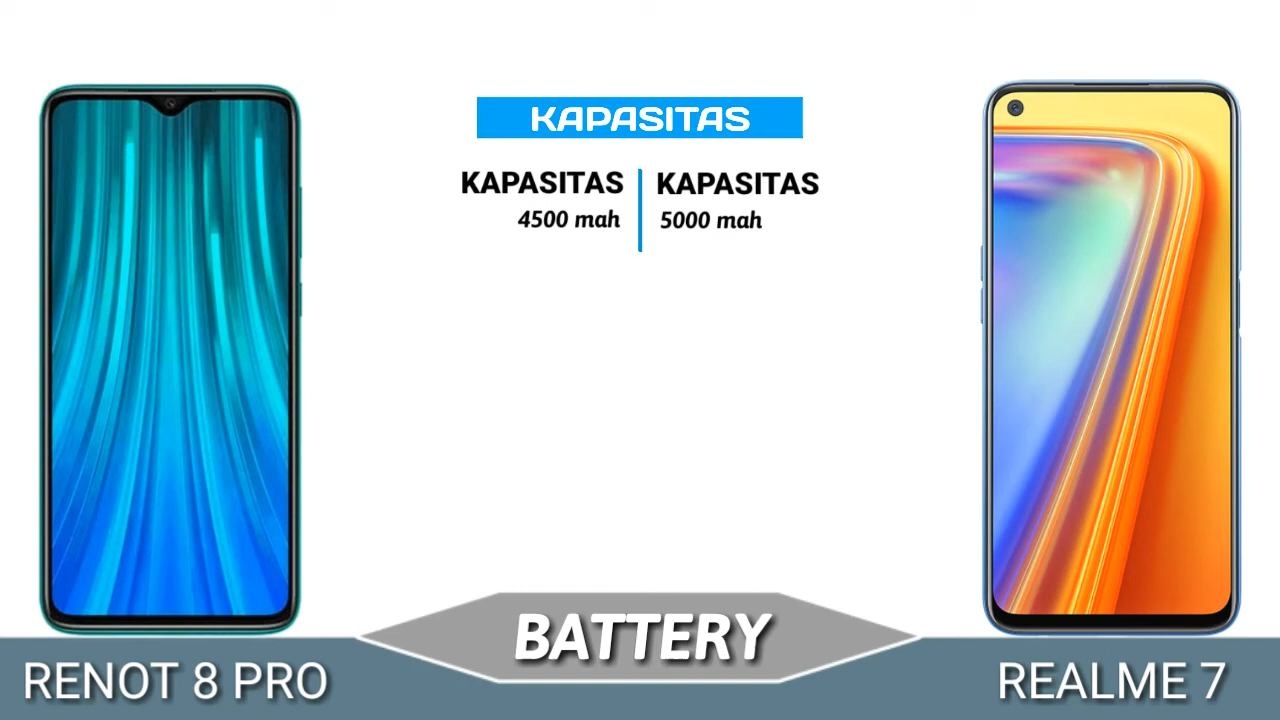 KAPASITAS
KAPASITAS
4500 mah
KAPASITAS
5000 mah
BATTERY
RENOT 8 PRO
REALME 7